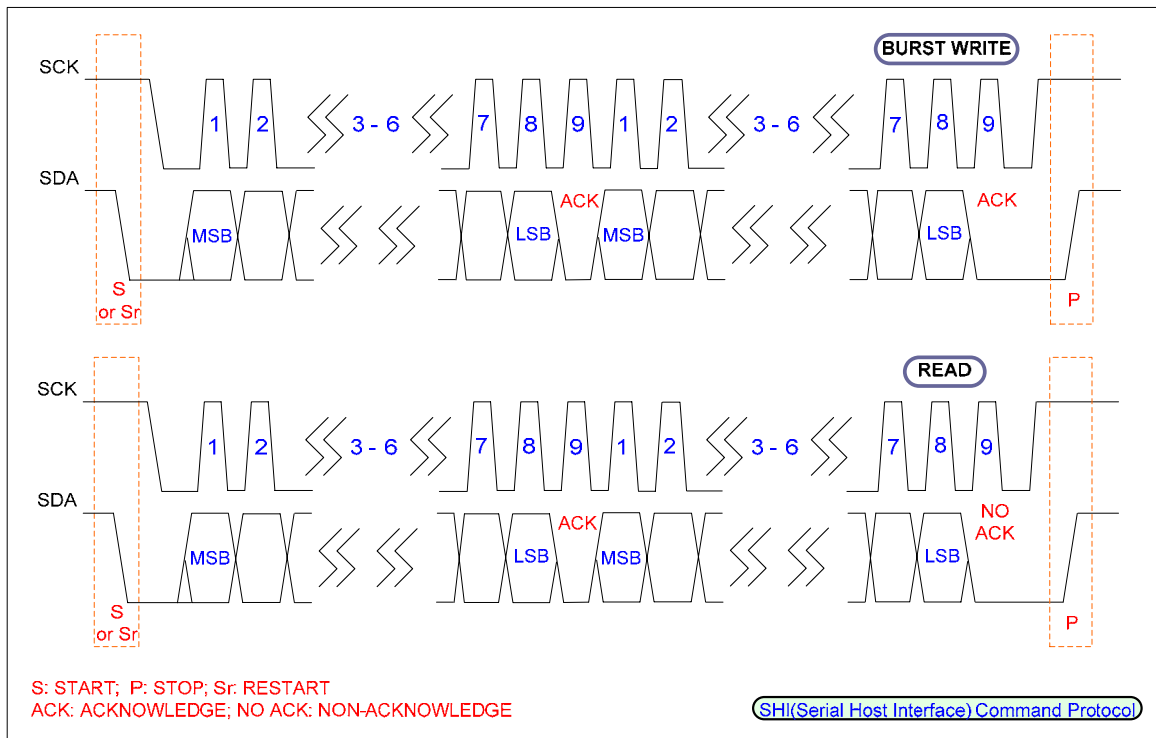 BURST WRITE
SCK
1 2 3 - 6 7 8 9 1 2 3 - 6 7 8 9
SDA
MSB LSB ACK MSB LSB ACK
S
or Sr
P
READ
SCK
1 2 3 - 6 7 8 9 1 2 3 - 6 7 8 9
SDA
MSB LSB ACK MSB LSB NO
ACK
S
or Sr
P
S: START; P: STOP; Sr: RESTART
ACK: ACKNOWLEDGE; NO ACK: NON-ACKNOWLEDGE
SHI(Serial Host Interface) Command Protocol